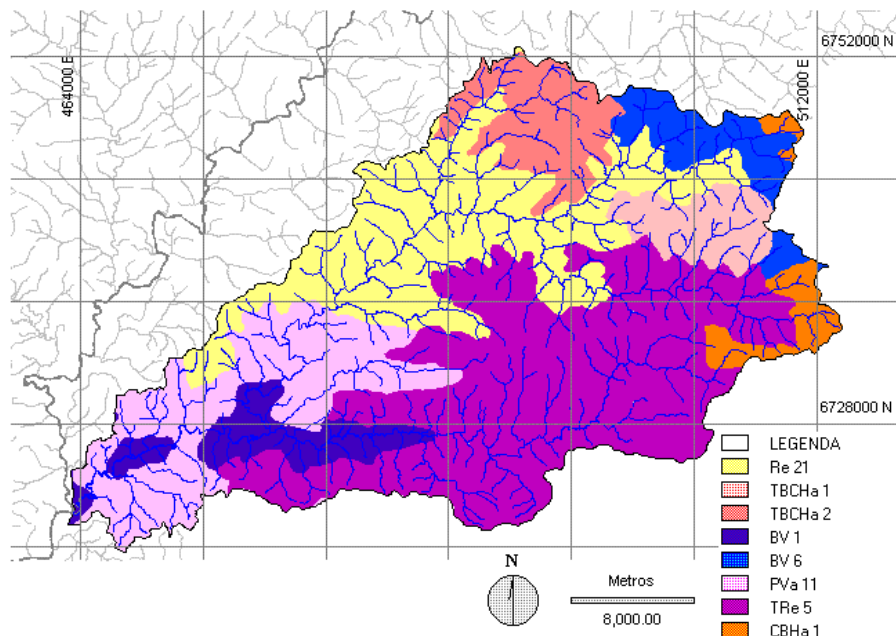 6752000 N
464000 E
512000 E
6728000 N
LEGENDA
Re 21
TBCHa 1
TBCHa 2
BV 1
BV 6
PVa 11
TRe 5
CBHa 1
N
Metros
8,000.00